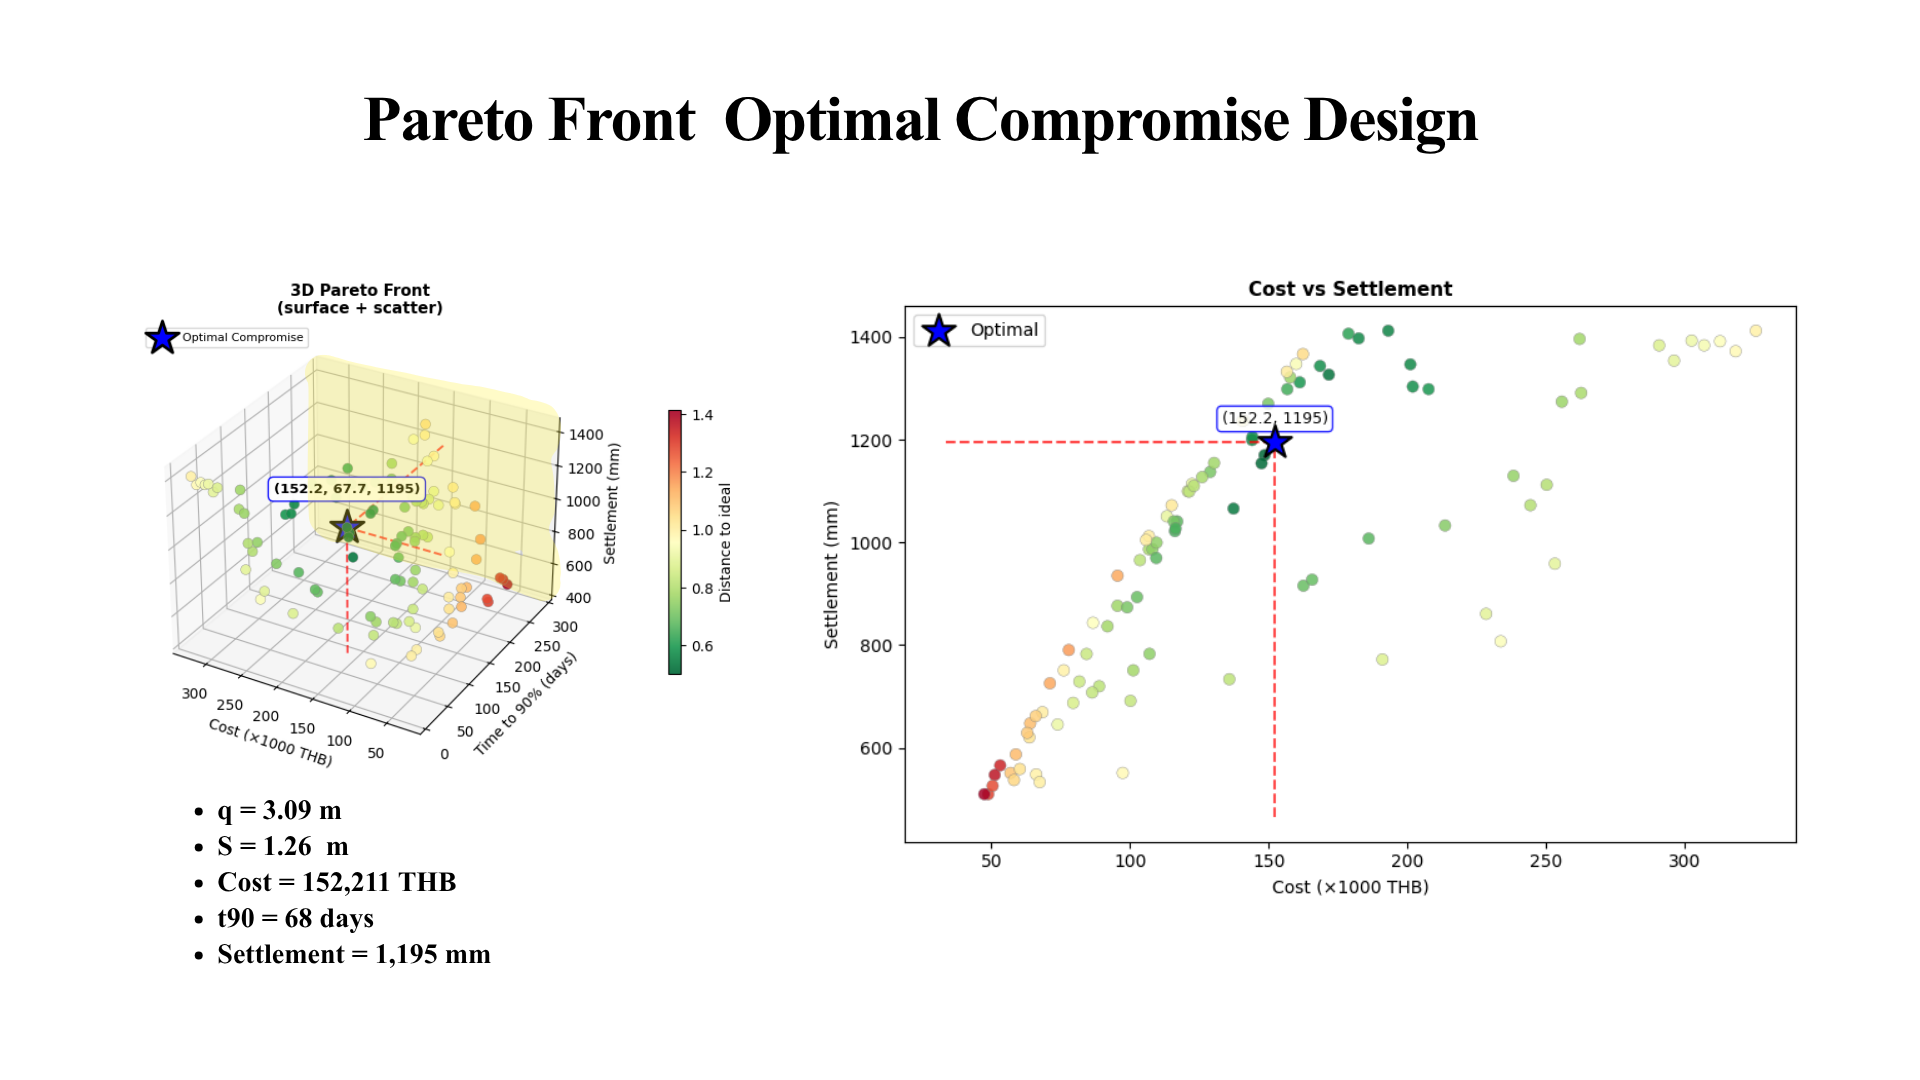 Pareto Front  Optimal Compromise Design
3D Pareto Front
(surface + scatter)
Optimal Compromise
(152.2, 67.7, 1195)
1400
1200
1000
800
600
400
Settlement (mm)
300
250
200
150
100
50
0
Time to 90% (days)
300
250
200
150
100
50
Cost (×1000 THB)
1.4
1.2
1.0
0.8
0.6
Distance to ideal
• q = 3.09 m
• S = 1.26  m
• Cost = 152,211 THB
• t90 = 68 days
• Settlement = 1,195 mm
Cost vs Settlement
Optimal
(152.2, 1195)
1400
1200
1000
800
600
Settlement (mm)
50
100
150
200
250
300
Cost (×1000 THB)